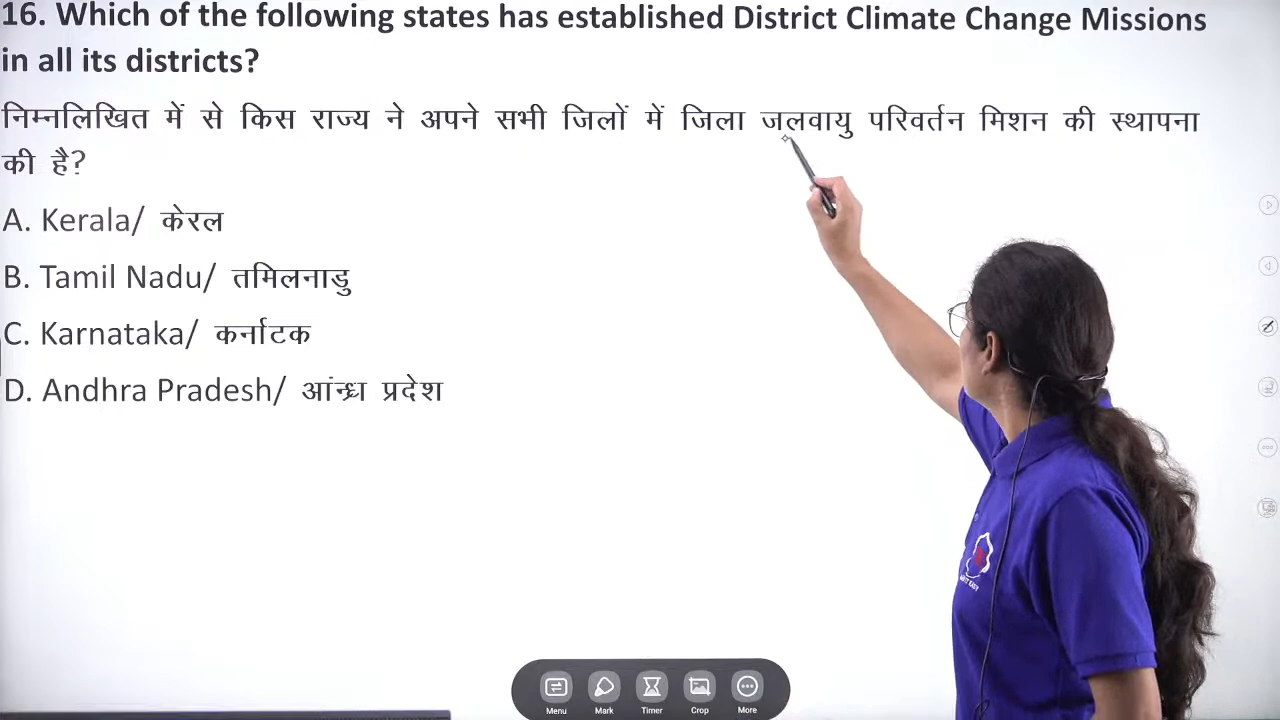 16. Which of the following states has established District Climate Change Missions
in all its districts?
निम्नलिखित में से किस राज्य ने अपने सभी जिलों में जिला जलवायु परिवर्तन मिशन की स्थापना
की है?
A. Kerala/ केरल
B. Tamil Nadu/ तमिलनाडु
C. Karnataka/ कर्नाटक
D. Andhra Pradesh/ आंन्ध्र प्रदेश
Menu Mark Timer Crop More